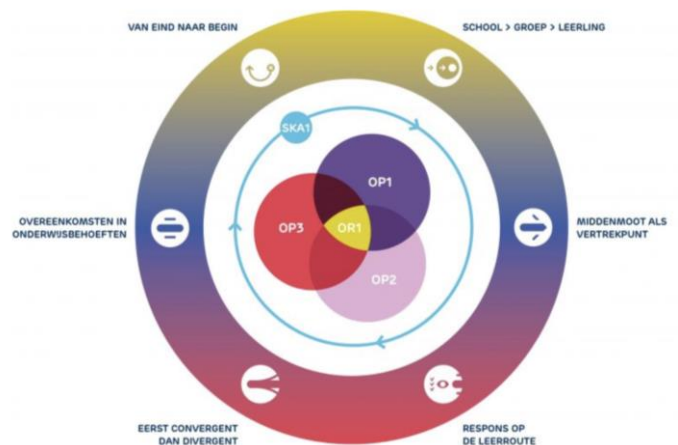 VAN EIND NAAR BEGIN
SCHOOL > GROEP > LEERLING
SKA1
OP1
OP3
OR1
OP2
OVEREENKOMSTEN IN
ONDERWIJSBEHOEFTEN
MIDDENMOOT ALS
VERTREKPUNT
EERST CONVERGENT
DAN DIVERGENT
RESPONS OP
DE LEERROUTE